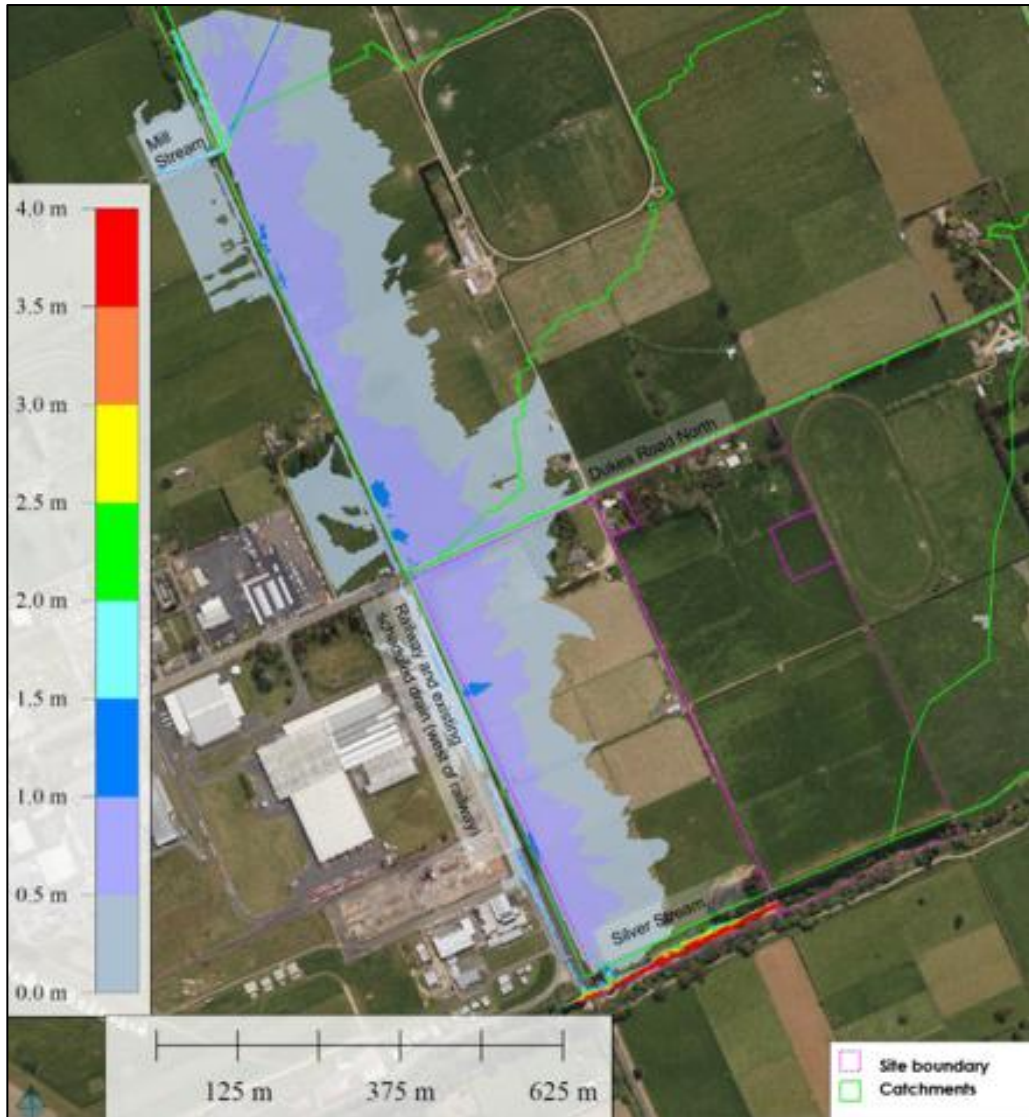 Mill
Stream
4.0 m
3.5 m
3.0 m
2.5 m
2.0 m
1.5 m
1.0 m
0.5 m
0.0 m
Dukes Road North
Railway and existing
scheduled drain (west of railway)
Silver Stream
125 m
375 m
625 m
Site boundary
Catchments